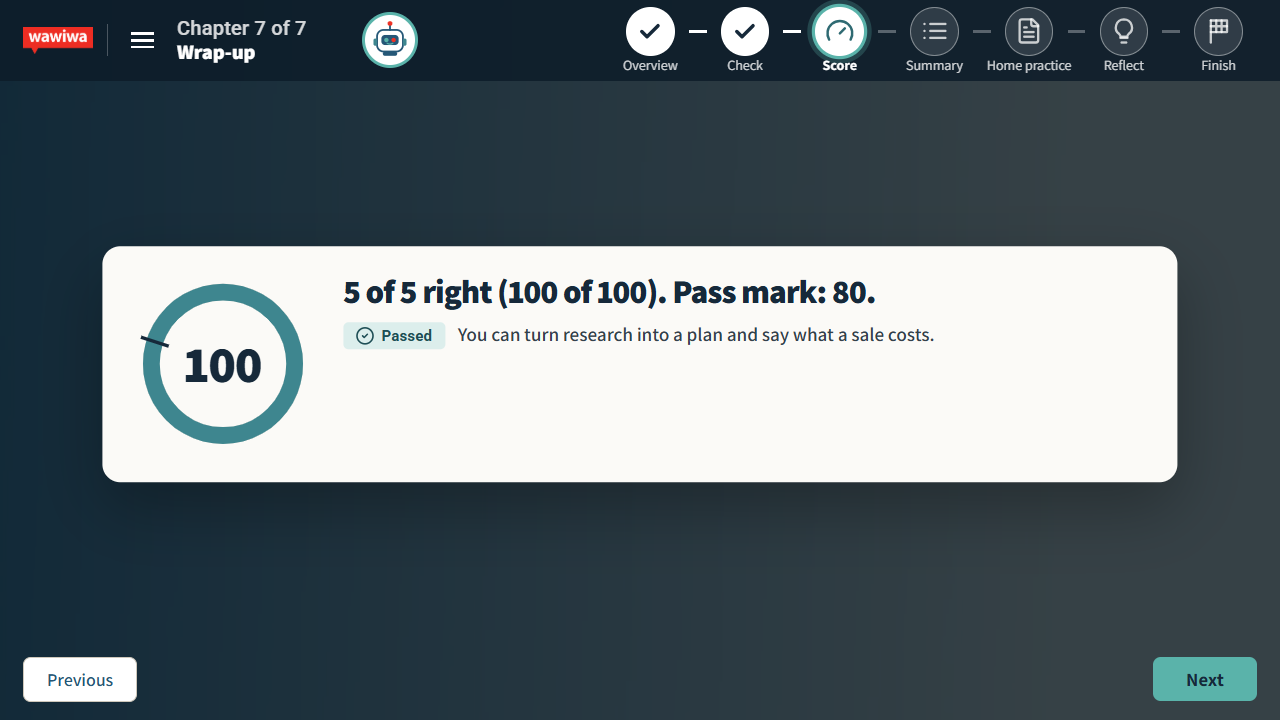 wawiwa
Chapter 7 of 7
Wrap-up
Overview
Check
Score
Summary
Home practice
Reflect
Finish
100
5 of 5 right (100 of 100). Pass mark: 80.
Passed
You can turn research into a plan and say what a sale costs.
Previous
Next